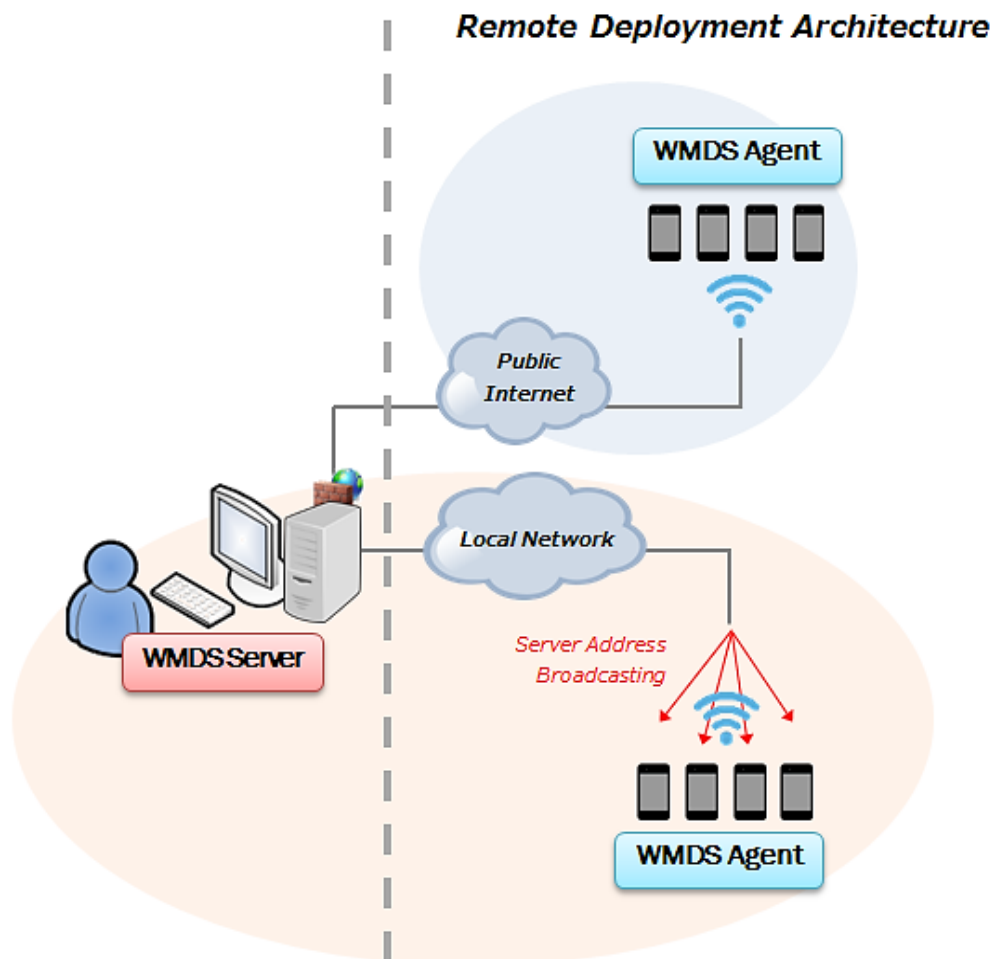 Remote Deployment Architecture
WMDS Agent
Public
Internet
Local Network
Server Address
Broadcasting
WMDS Server
WMDS Agent